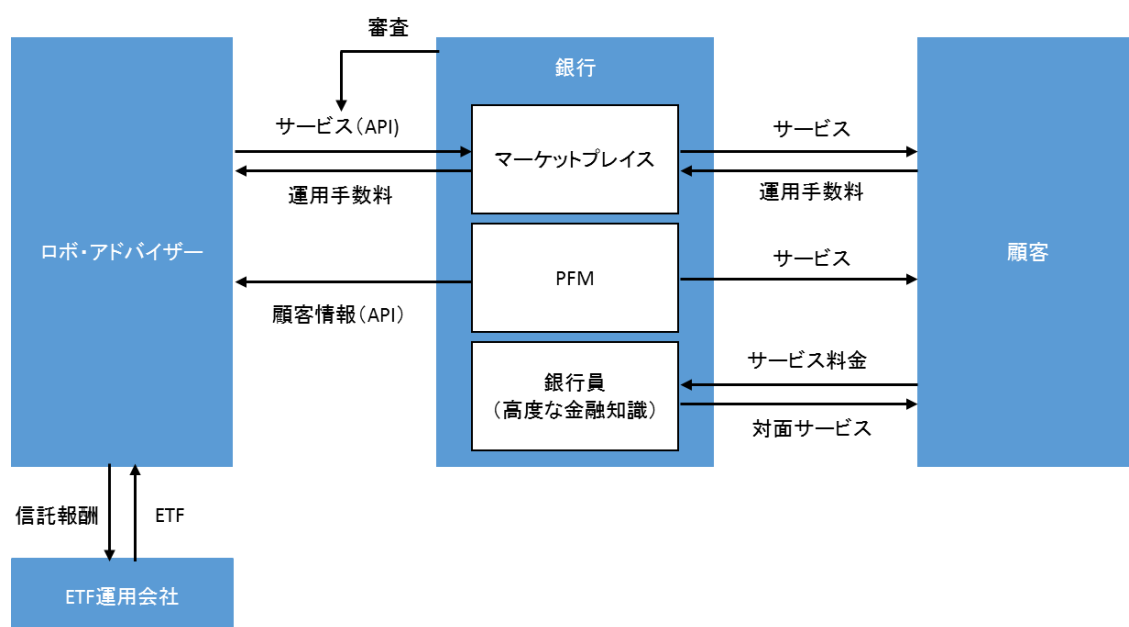 審査
銀行
サービス（API)
サービス
マーケットプレイス
運用手数料
運用手数料
ロボ・アドバイザー
顧客
サービス
PFM
顧客情報（API）
サービス料金
銀行員
（高度な金融知識）
対面サービス
信託報酬
ETF
ETF運用会社